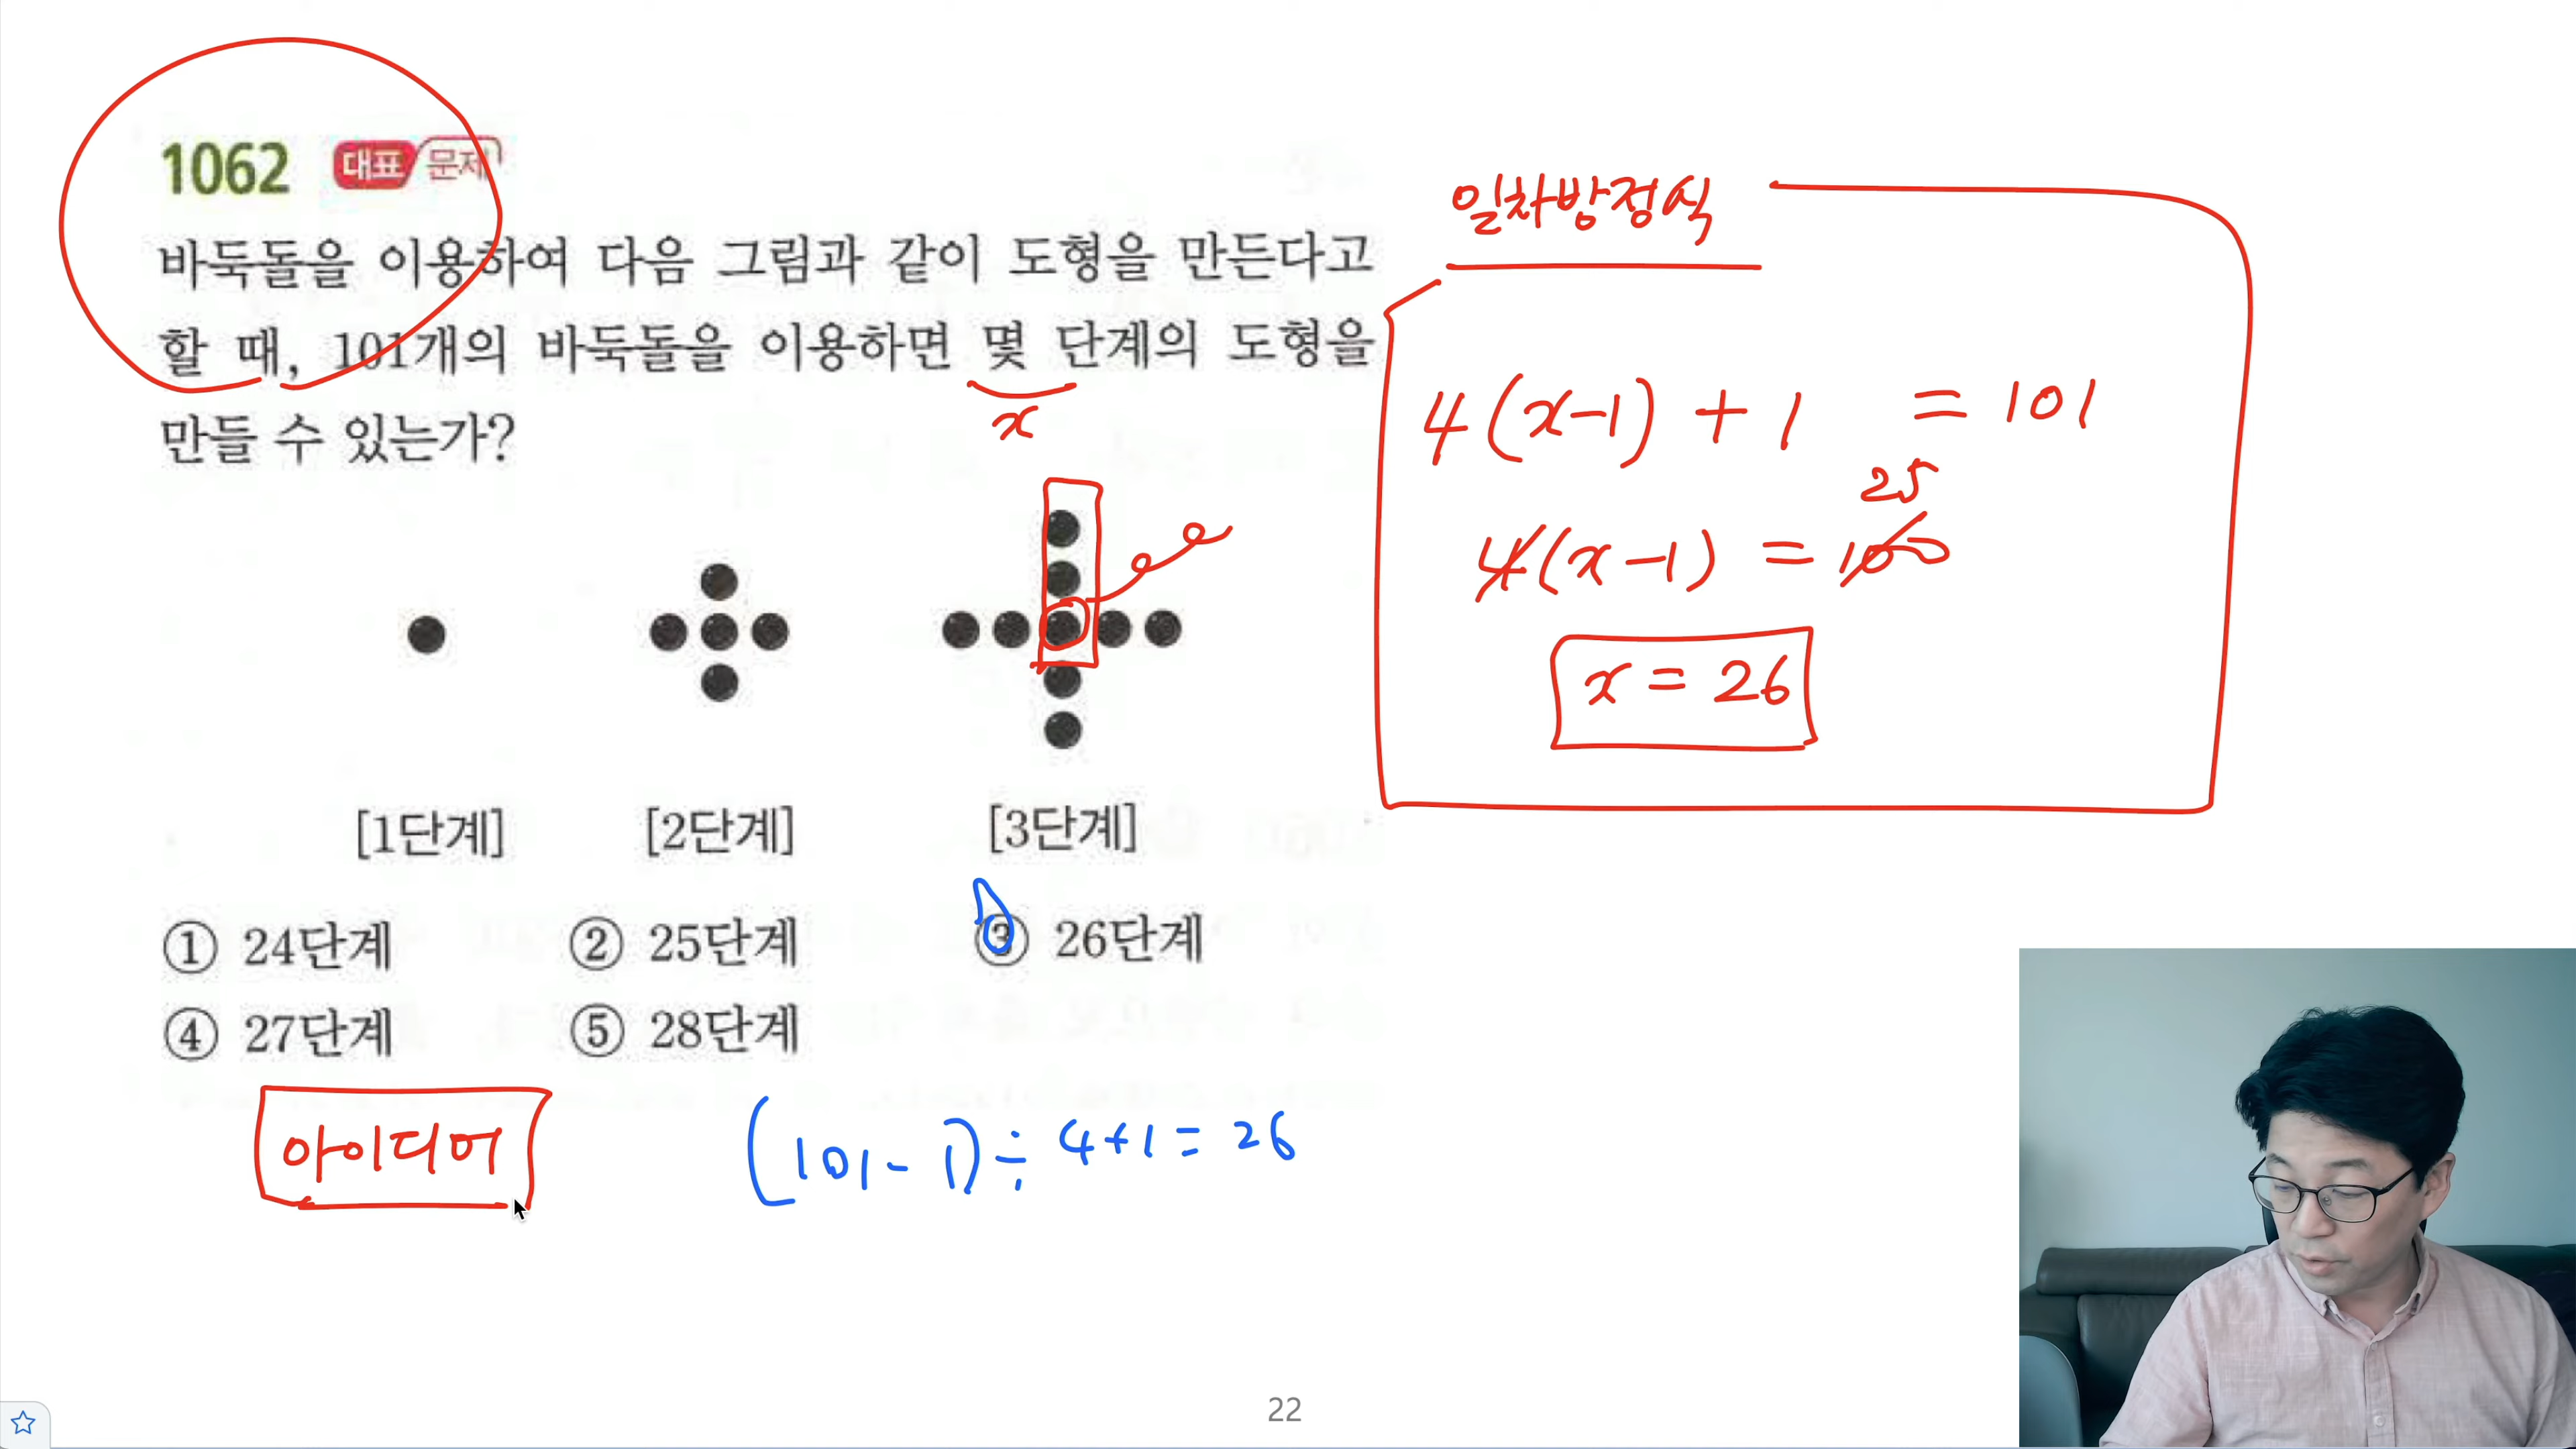 1062 대표 문제
바둑돌을 이용하여 다음 그림과 같이 도형을 만든다고
할 때, 101개의 바둑돌을 이용하면 몇 단계의 도형을
만들 수 있는가?
x
[1단계] [2단계] [3단계]
① 24단계 ② 25단계 ③ 26단계
④ 27단계 ⑤ 28단계
아이디어
(101-1)÷4+1=26
일차방정식
4(x-1)+1 =101
25
4(x-1)=100
x=26
22